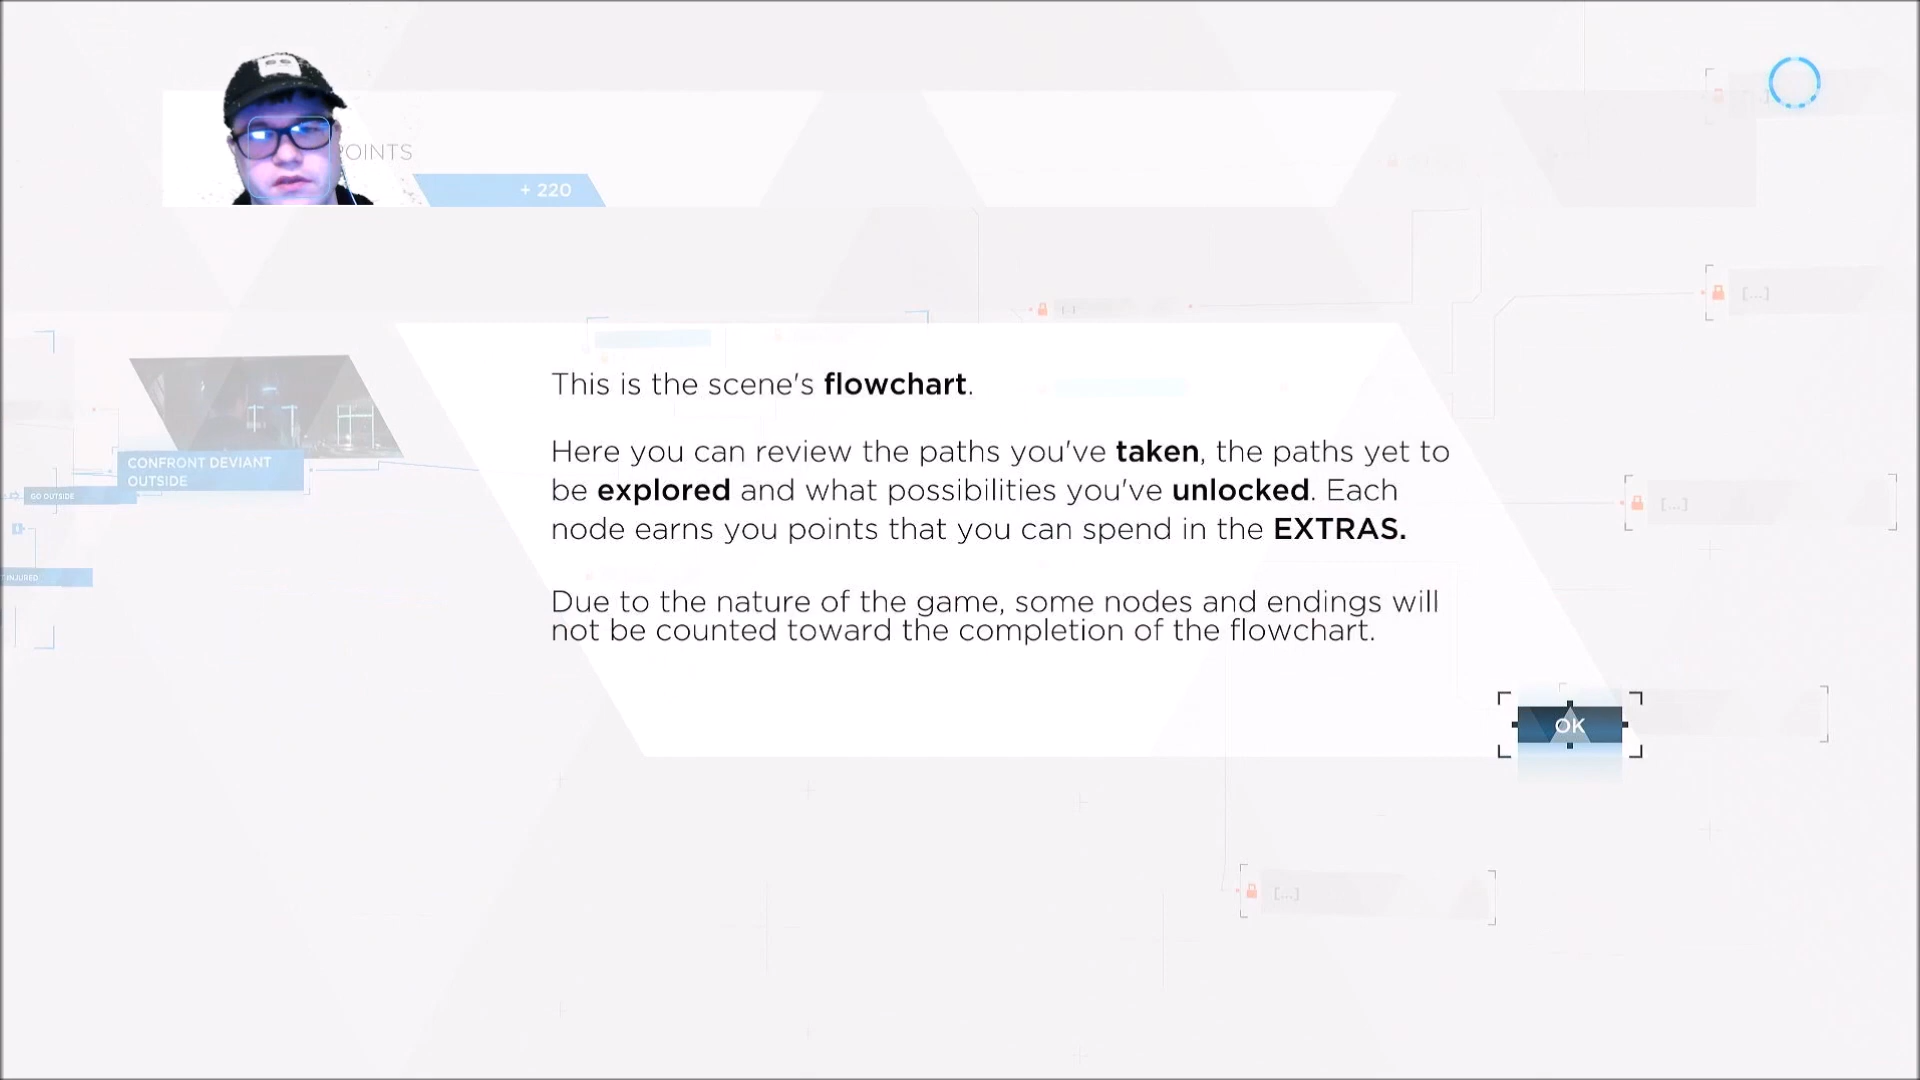 POINTS
+ 220
[...]
[...]
This is the scene's flowchart.
Here you can review the paths you've taken, the paths yet to
be explored and what possibilities you've unlocked. Each
node earns you points that you can spend in the EXTRAS.
Due to the nature of the game, some nodes and endings will
not be counted toward the completion of the flowchart.
CONFRONT DEVIANT
OUTSIDE
GO OUTSIDE
[...]
INJURED
OK
[...]